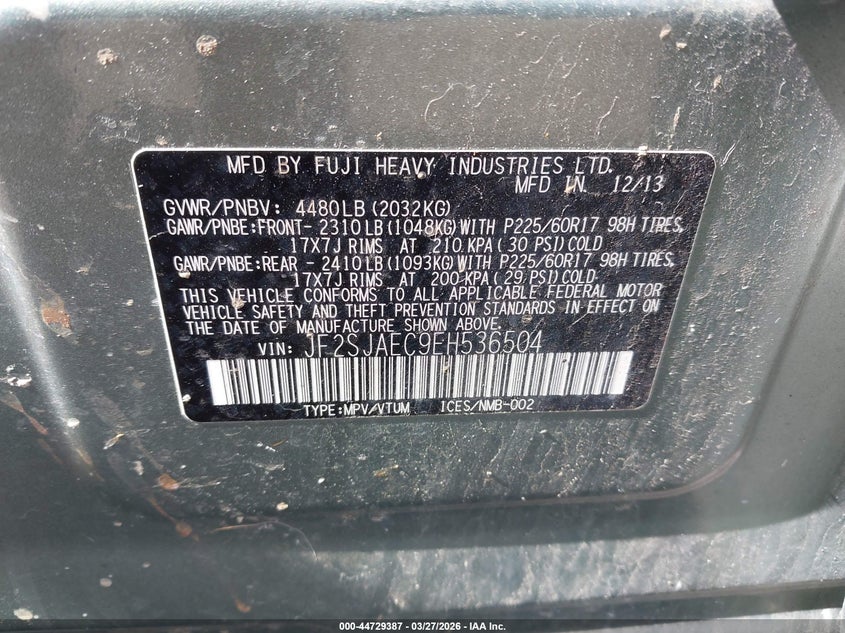 MFD BY FUJI HEAVY INDUSTRIES LTD.
MFD IN 12/13
GVWR/PNBV: 4480LB (2032KG)
GAWR/PNBE:FRONT- 2310LB (1048KG) WITH P225/60R17 98H TIRES,
17X7J RIMS AT 210 KPA (30 PSI) COLD
GAWR/PNBE:REAR - 2410LB (1093KG) WITH P225/60R17 98H TIRES,
17X7J RIMS AT 200 KPA (29 PSI) COLD.
THIS VEHICLE CONFORMS TO ALL APPLICABLE FEDERAL MOTOR
VEHICLE SAFETY AND THEFT PREVENTION STANDARDS IN EFFECT ON
THE DATE OF MANUFACTURE SHOWN ABOVE.
VIN: JF2SJAEC9EH536504
TYPE:MPV/VTUM ICES/NMB-002
000-44729387 - 03/27/2026 - IAA Inc.